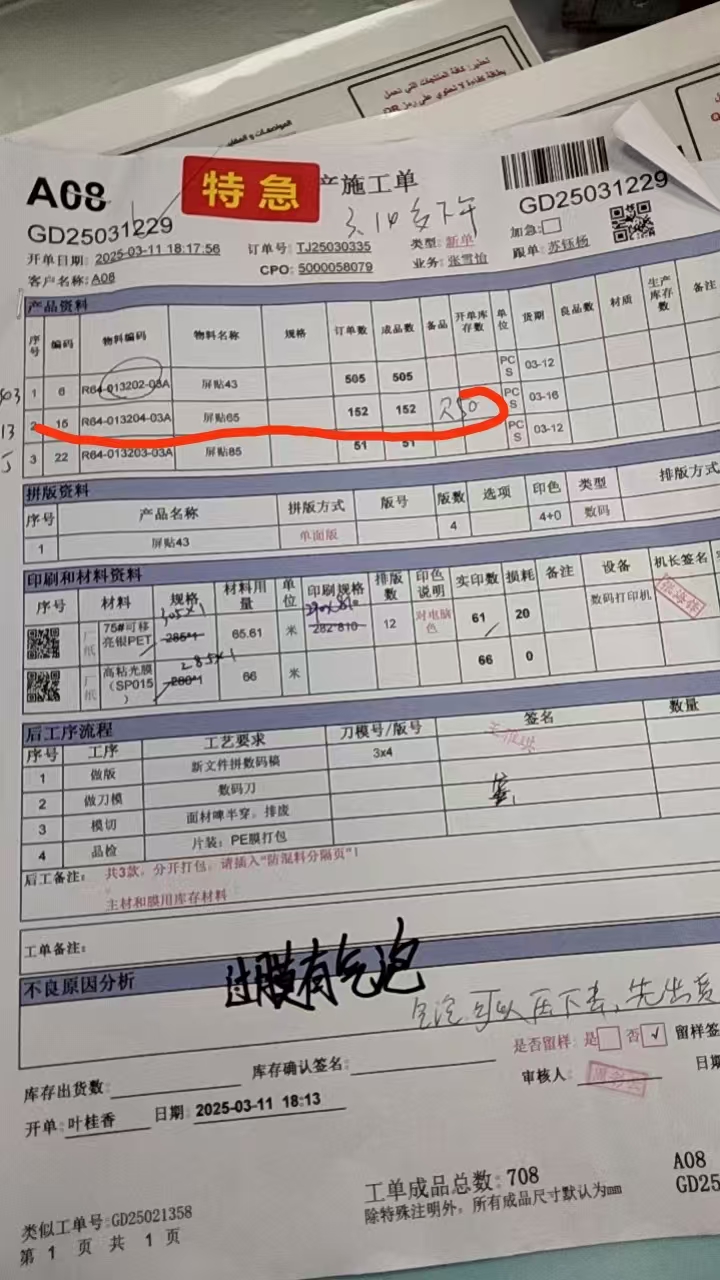 تحذير: كافة المنتجات التي تحمل
بطاقة كفاءة لا تحتوي على رمز QR
A08
特急
产施工单
GD25031229
GD25031229
3.14号下午
开单日期: 2025-03-11 18:17:56
订单号: TJ25030335
类型: 新单
加急:
客户名称: A08
CPO: 5000058079
业务: 张雪怡
跟单: 苏钰杨
产品资料
序号 编码 物料编码 物料名称 规格 订单数 成品数 备品 开单库存数 单位 货期 良品数 材质 生产库存数 备注
1 6 R64-013202-03A 屏贴43 505 505 PCS 03-12
2 15 R64-013204-03A 屏贴65 152 152 PCS 03-16
3 22 R64-013203-03A 屏贴85 51 51 PCS 03-12
拼版资料
序号 产品名称 拼版方式 版号 版数 选项 印色 类型 排版方式
1 屏贴43 单面版 4 4+0 数码
印刷和材料资料
序号 材料 规格 材料用量 单位 印刷规格 排版数 印色说明 实印数 损耗 备注 设备 机长签名
厂纸 75#可移亮银PET 305×1 285*1 65.61 米 290×810 282*810 12 对电脑色 61 20 数码打印机
厂纸 高粘光膜(SP015) 285×1 280*1 66 米 66 0
后工序流程
序号 工序 工艺要求 刀模号/版号 签名 数量
1 做版 新文件拼数码稿 3x4
2 做刀模 数码刀
3 模切 面材啤半穿，排废
4 品检 片装; PE膜打包
后工备注: 共3款，分开打包，请插入"防混料分隔页"!
主材和膜用库存材料
工单备注:
不良原因分析
过膜有气泡
气泡可以压下去，先出货
是否留样: 是 否 √ 留样签
库存出货数:
库存确认签名:
审核人:
日期
开单: 叶桂香 日期: 2025-03-11 18:13
工单成品总数: 708
A08
类似工单号: GD25021358
除特殊注明外，所有成品尺寸默认为mm
GD25
第 1 页 共 1 页